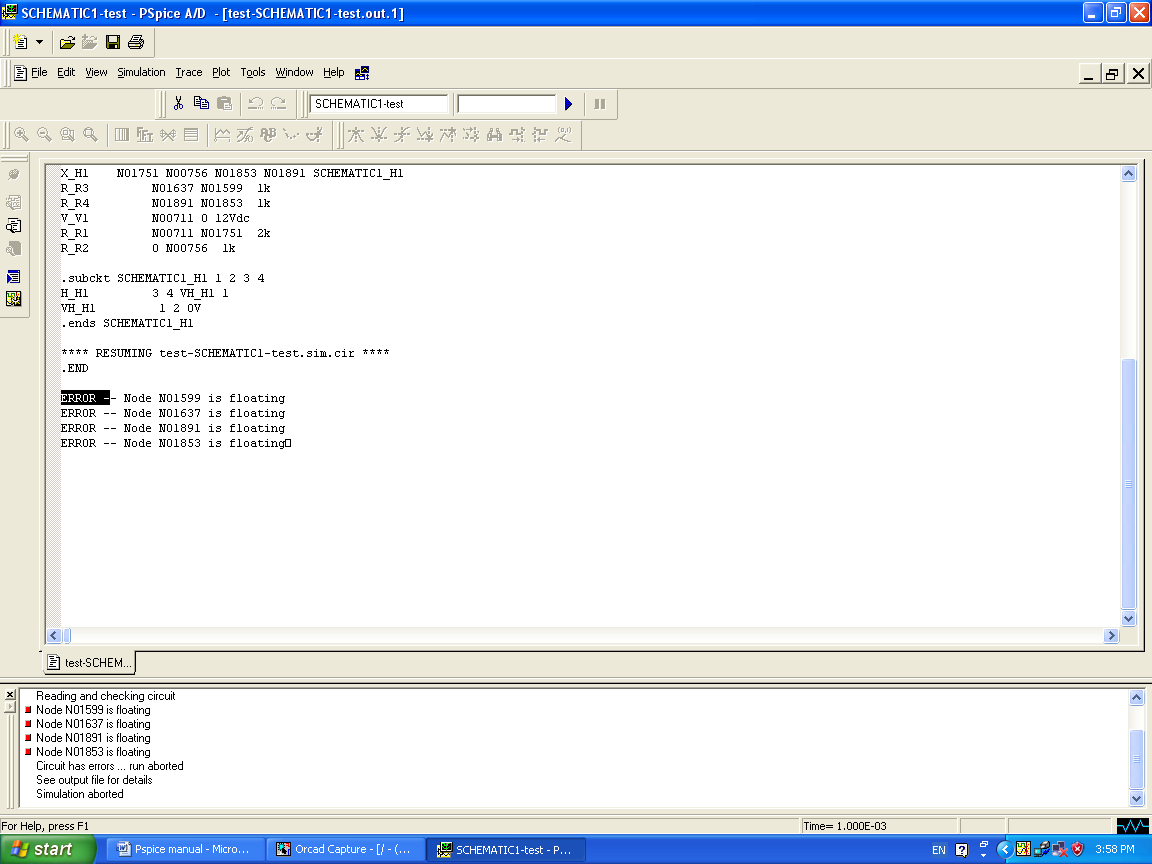 SCHEMATIC1-test - PSpice A/D - [test-SCHEMATIC1-test.out.1]
File Edit View Simulation Trace Plot Tools Window Help
SCHEMATIC1-test
X_H1 N01751 N00756 N01853 N01891 SCHEMATIC1_H1
R_R3 N01637 N01599 1k
R_R4 N01891 N01853 1k
V_V1 N00711 0 12Vdc
R_R1 N00711 N01751 2k
R_R2 0 N00756 1k
.subckt SCHEMATIC1_H1 1 2 3 4
H_H1 3 4 VH_H1 1
VH_H1 1 2 0V
.ends SCHEMATIC1_H1
**** RESUMING test-SCHEMATIC1-test.sim.cir ****
.END
ERROR -- Node N01599 is floating
ERROR -- Node N01637 is floating
ERROR -- Node N01891 is floating
ERROR -- Node N01853 is floating
test-SCHEM...
Reading and checking circuit
Node N01599 is floating
Node N01637 is floating
Node N01891 is floating
Node N01853 is floating
Circuit has errors ... run aborted
See output file for details
Simulation aborted
For Help, press F1
Time= 1.000E-03
start
Pspice manual - Micro...
Orcad Capture - [/ - (...
SCHEMATIC1-test - P...
EN
3:58 PM